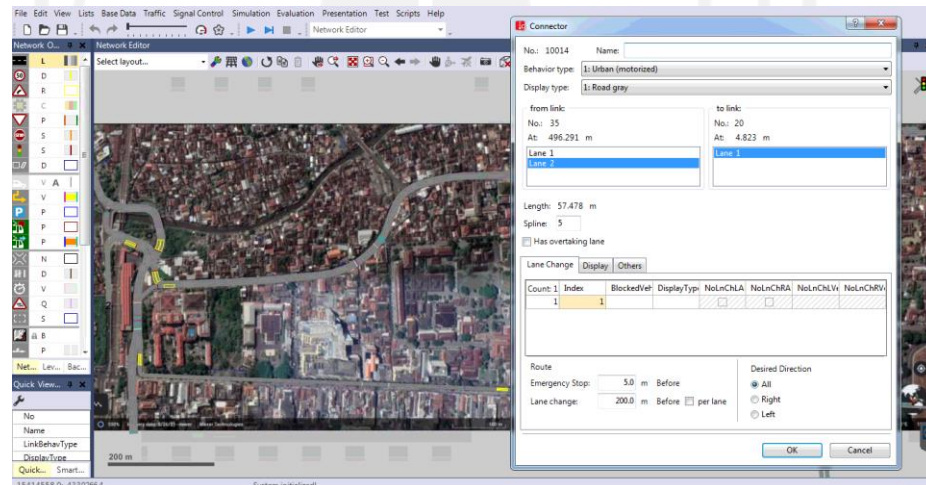 File Edit View Lists Base Data Traffic Signal Control Simulation Evaluation Presentation Test Scripts Help
Network Editor
Network O...
Network Editor
Select layout...
L
D
R
C
P
S
S
D
V A
V
P
P
P
N
D
V
Q
S
B
P
Net... Lev... Bac...
Quick View...
No
Name
LinkBehavType
DisplayType
Quick... Smart...
200 m
System initialized!
Connector
No.: 10014 Name:
Behavior type: 1: Urban (motorized)
Display type: 1: Road gray
from link:
No.: 35
At: 496.291 m
Lane 1
Lane 2
to link:
No.: 20
At: 4.823 m
Lane 1
Length: 57.478 m
Spline: 5
Has overtaking lane
Lane Change Display Others
Count: 1 Index BlockedVeh DisplayTyp NoLnChLA NoLnChRA NoLnChLV NoLnChRV
1 1
Route
Emergency Stop: 5.0 m Before
Lane change: 200.0 m Before per lane
Desired Direction
All
Right
Left
OK Cancel